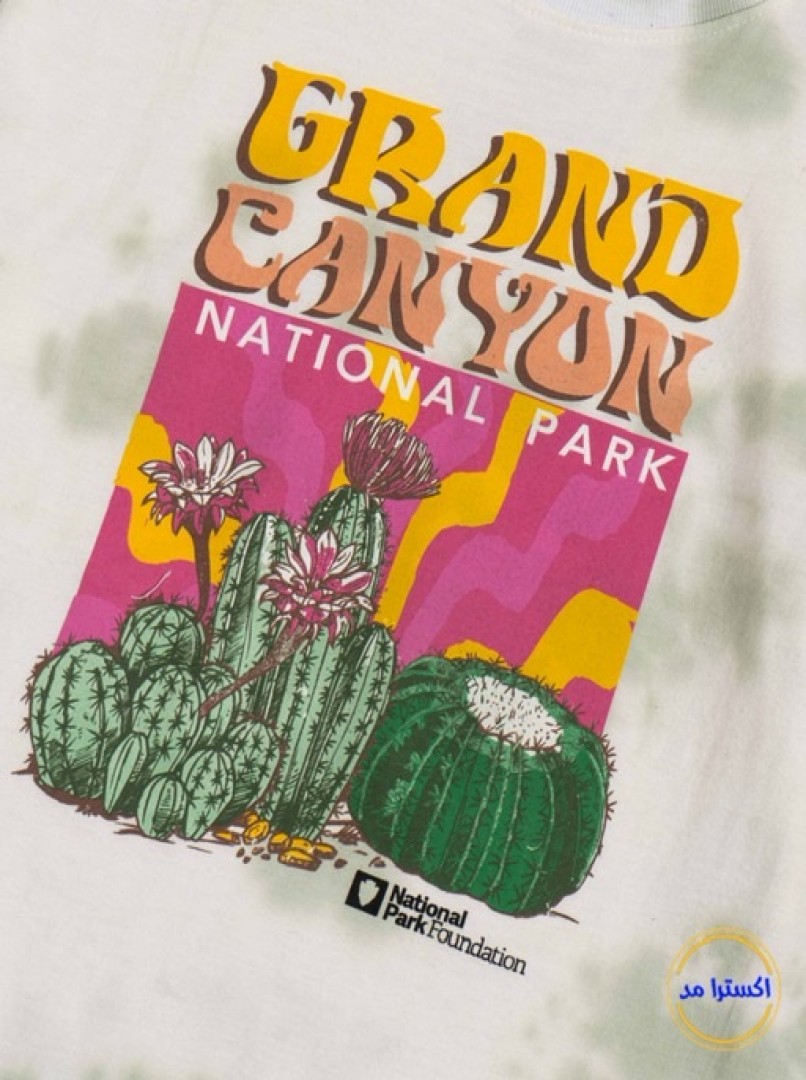 GRAND
CANYON
NATIONAL PARK
National
Park Foundation
اکسترا مد